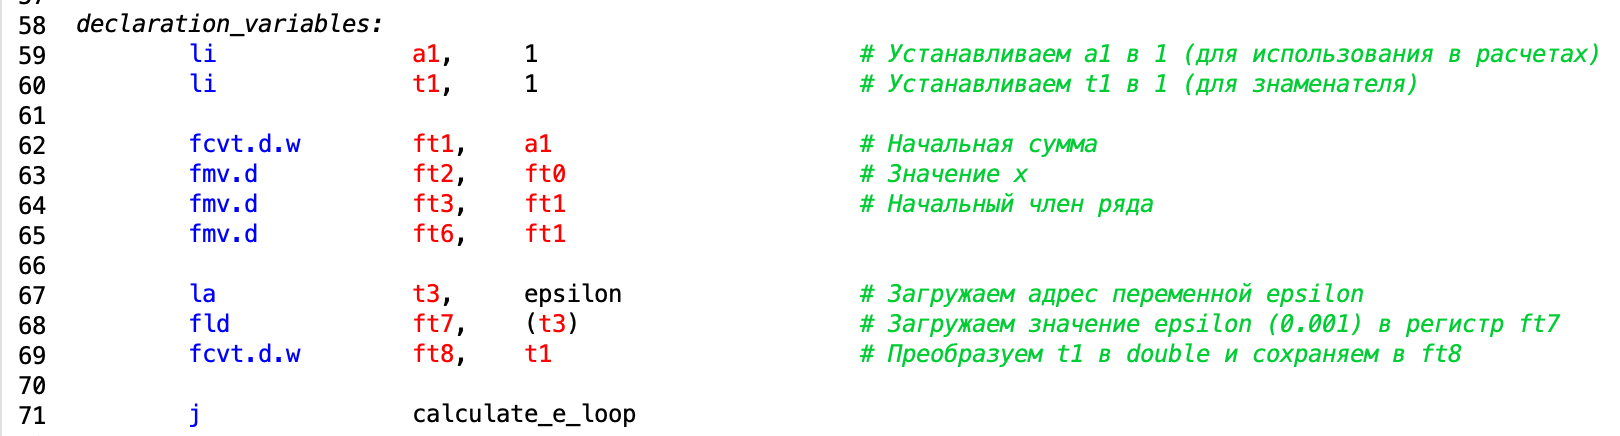 58 declaration_variables:
59 li a1, 1 # Устанавливаем a1 в 1 (для использования в расчетах)
60 li t1, 1 # Устанавливаем t1 в 1 (для знаменателя)
61
62 fcvt.d.w ft1, a1 # Начальная сумма
63 fmv.d ft2, ft0 # Значение x
64 fmv.d ft3, ft1 # Начальный член ряда
65 fmv.d ft6, ft1
66
67 la t3, epsilon # Загружаем адрес переменной epsilon
68 fld ft7, (t3) # Загружаем значение epsilon (0.001) в регистр ft7
69 fcvt.d.w ft8, t1 # Преобразуем t1 в double и сохраняем в ft8
70
71 j calculate_e_loop